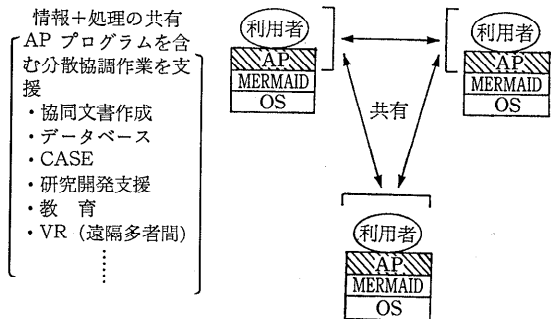 情報+処理の共有
AP プログラムを含
む分散協調作業を支
援
・協同文書作成
・データベース
・CASE
・研究開発支援
・教 育
・VR(遠隔多者間)
⋮
利用者
AP
MERMAID
OS
利用者
AP
MERMAID
OS
共有
利用者
AP
MERMAID
OS